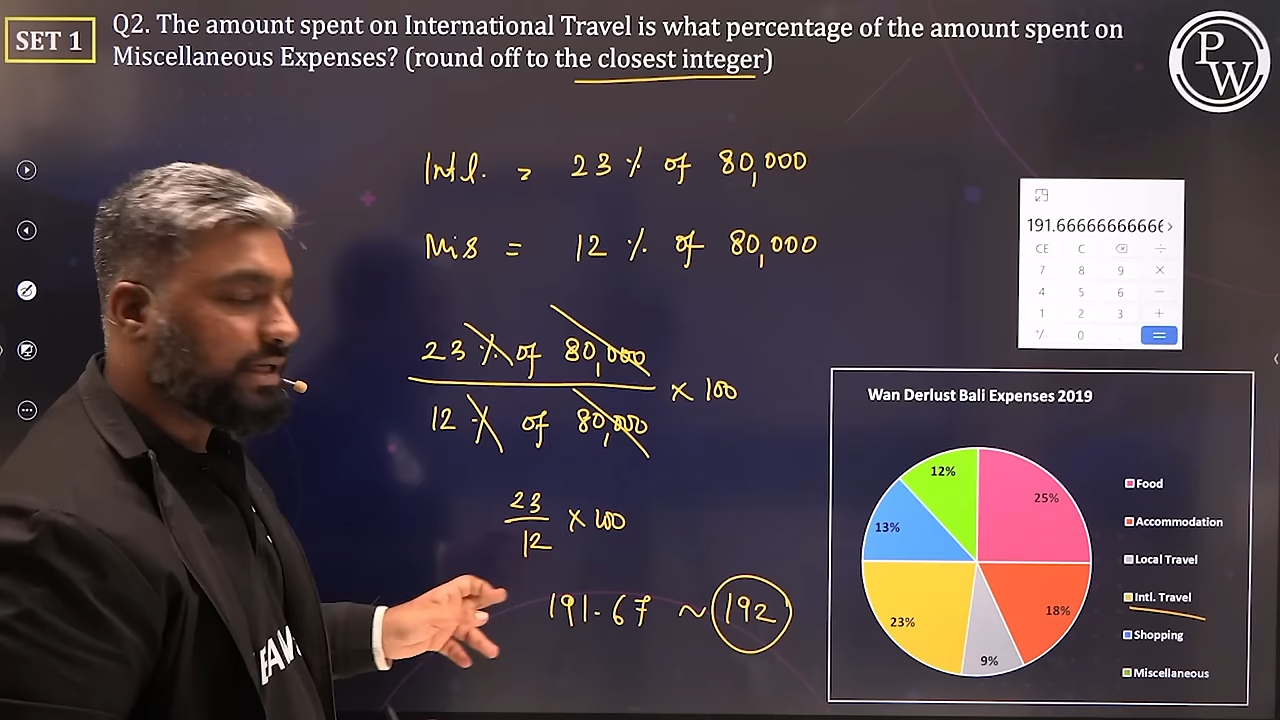 SET 1
Q2. The amount spent on International Travel is what percentage of the amount spent on
Miscellaneous Expenses? (round off to the closest integer)
PW
Intl. = 23 % of 80,000
Mis = 12 % of 80,000
23 % of 80,000
12 % of 80,000
× 100
23
12
× 100
191.67 ~ 192
191.666666666666
CE C ÷
7 8 9 ×
4 5 6 −
1 2 3 +
+/ 0 . =
Wan Derlust Bali Expenses 2019
12%
25%
13%
23%
18%
9%
Food
Accommodation
Local Travel
Intl. Travel
Shopping
Miscellaneous